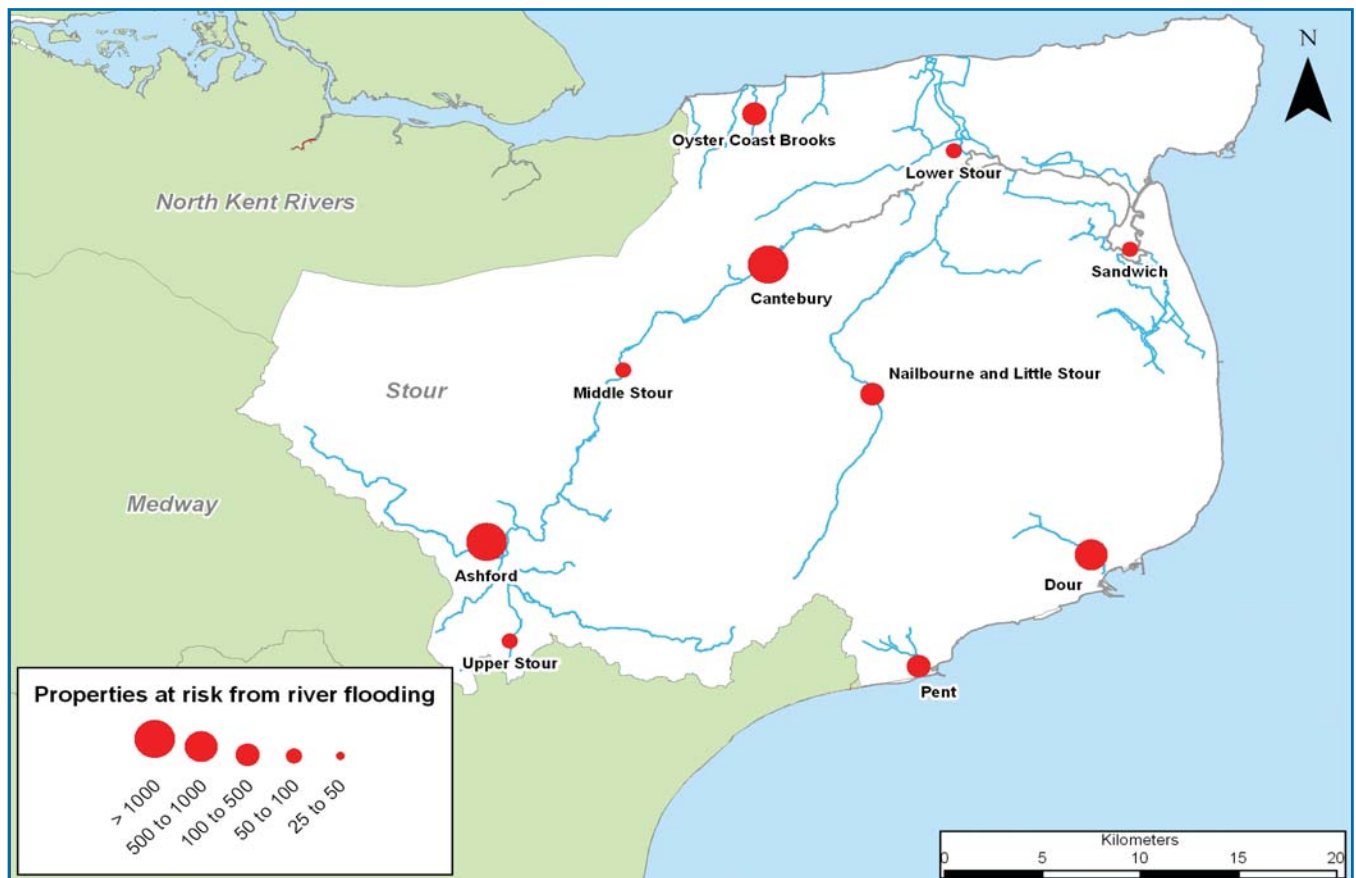 N
Oyster Coast Brooks
Lower Stour
North Kent Rivers
Sandwich
Cantebury
Nailbourne and Little Stour
Middle Stour
Stour
Medway
Ashford
Dour
Upper Stour
Pent
Properties at risk from river flooding
> 1000
500 to 1000
100 to 500
50 to 100
25 to 50
Kilometers
0 5 10 15 20